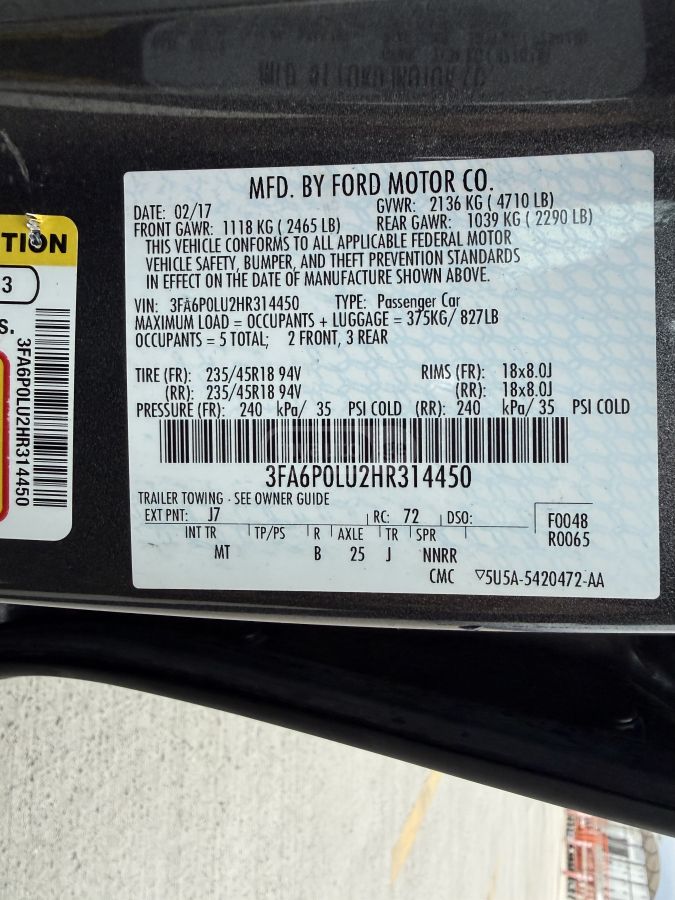 MFD. BY FORD MOTOR CO.
DATE: 02/17 GVWR: 2136 KG ( 4710 LB)
FRONT GAWR: 1118 KG ( 2465 LB) REAR GAWR: 1039 KG ( 2290 LB)
THIS VEHICLE CONFORMS TO ALL APPLICABLE FEDERAL MOTOR
VEHICLE SAFETY, BUMPER, AND THEFT PREVENTION STANDARDS
IN EFFECT ON THE DATE OF MANUFACTURE SHOWN ABOVE.
VIN: 3FA6P0LU2HR314450 TYPE: Passenger Car
MAXIMUM LOAD = OCCUPANTS + LUGGAGE = 375KG/ 827LB
OCCUPANTS = 5 TOTAL; 2 FRONT, 3 REAR
TIRE (FR): 235/45R18 94V RIMS (FR): 18x8.0J
(RR): 235/45R18 94V (RR): 18x8.0J
PRESSURE (FR): 240 kPa/ 35 PSI COLD (RR): 240 kPa/ 35 PSI COLD
3FA6P0LU2HR314450
TRAILER TOWING - SEE OWNER GUIDE
EXT PNT: J7 RC: 72 DSO: F0048
R0065
INT TR TP/PS R AXLE TR SPR
MT B 25 J NNRR
CMC ▽5U5A-5420472-AA
TION
3
S.
3FA6P0LU2HR314450